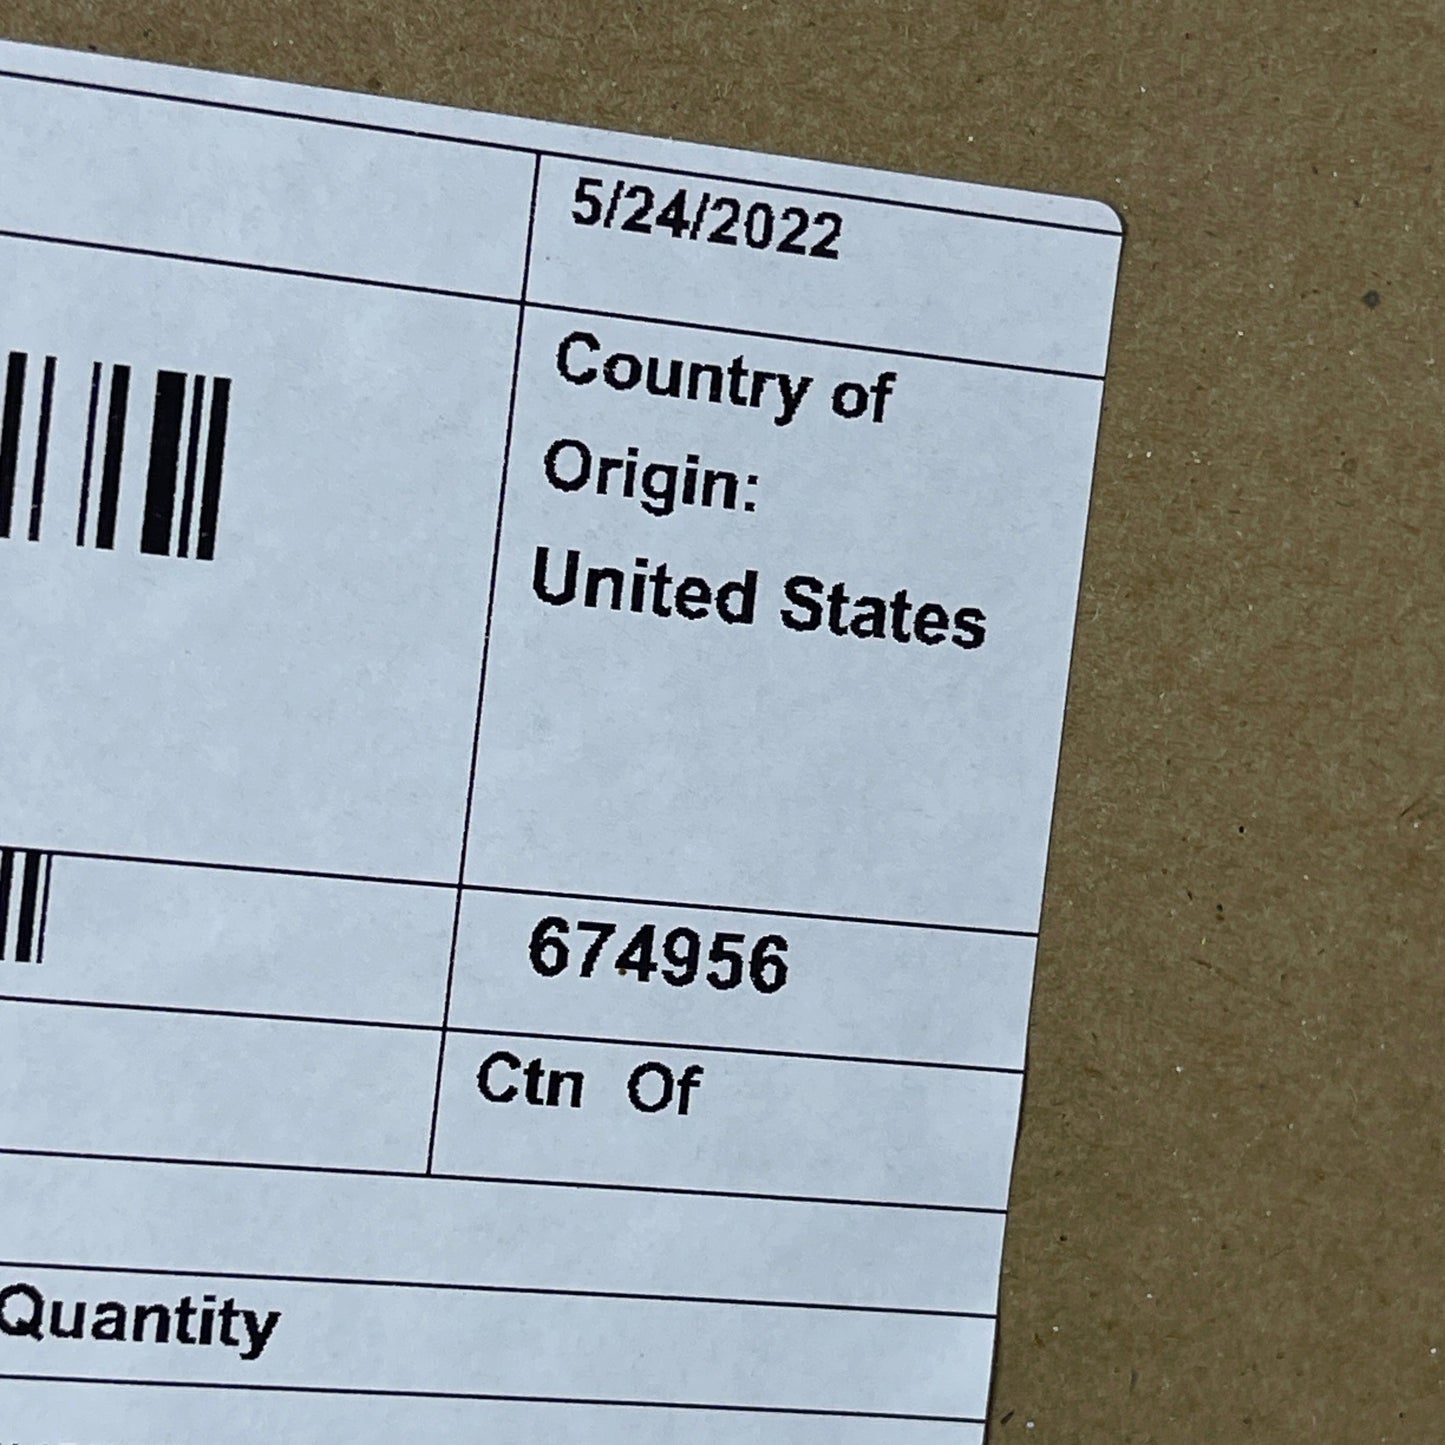 5/24/2022
Country of
Origin:
United States
674956
Ctn  Of
Quantity